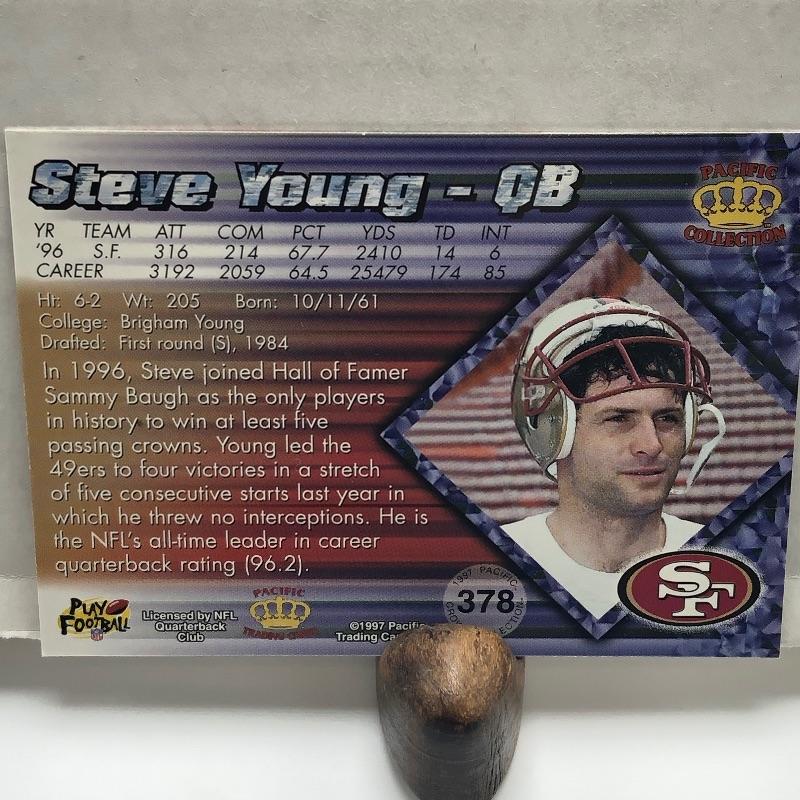 Steve Young - QB
PACIFIC
COLLECTION
YR TEAM ATT COM PCT YDS TD INT
'96 S.F. 316 214 67.7 2410 14 6
CAREER 3192 2059 64.5 25479 174 85
Ht: 6-2 Wt: 205 Born: 10/11/61
College: Brigham Young
Drafted: First round (S), 1984
In 1996, Steve joined Hall of Famer
Sammy Baugh as the only players
in history to win at least five
passing crowns. Young led the
49ers to four victories in a stretch
of five consecutive starts last year in
which he threw no interceptions. He is
the NFL's all-time leader in career
quarterback rating (96.2).
SF
PLAY
FOOTBALL
Licensed by NFL
Quarterback
Club
PACIFIC
TRADING CARDS
©1997 Pacific
Trading
1997 PACIFIC
378